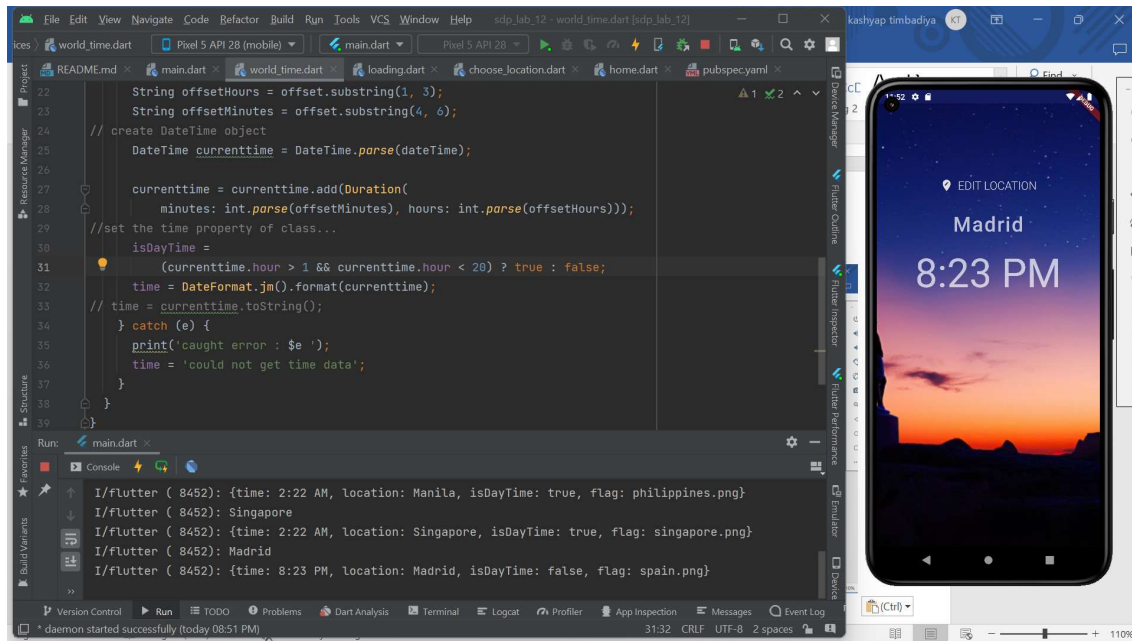 File Edit View Navigate Code Refactor Build Run Tools VCS Window Help sdp_lab_12 - world_time.dart [sdp_lab_12]
kashyap timbadiya KT
ices world_time.dart Pixel 5 API 28 (mobile) main.dart Pixel 5 API 28
README.md main.dart world_time.dart loading.dart choose_location.dart home.dart pubspec.yaml
Find
22 String offsetHours = offset.substring(1, 3);
1 2
23 String offsetMinutes = offset.substring(4, 6);
24 // create DateTime object
25 DateTime currenttime = DateTime.parse(dateTime);
26
27 currenttime = currenttime.add(Duration(
28 minutes: int.parse(offsetMinutes), hours: int.parse(offsetHours)));
29 //set the time property of class...
30 isDayTime =
31 (currenttime.hour > 1 && currenttime.hour < 20) ? true : false;
32 time = DateFormat.jm().format(currenttime);
33 // time = currenttime.toString();
34 } catch (e) {
35 print('caught error : $e ');
36 time = 'could not get time data';
37 }
38 }
39 }
Project
Resource Manager
Structure
Favorites
Build Variants
Device Manager
Flutter Outline
Flutter Inspector
Flutter Performance
Emulator
Device
Run: main.dart
Console
I/flutter ( 8452): {time: 2:22 AM, location: Manila, isDayTime: true, flag: philippines.png}
I/flutter ( 8452): Singapore
I/flutter ( 8452): {time: 2:22 AM, location: Singapore, isDayTime: true, flag: singapore.png}
I/flutter ( 8452): Madrid
I/flutter ( 8452): {time: 8:23 PM, location: Madrid, isDayTime: false, flag: spain.png}
Version Control Run TODO Problems Dart Analysis Terminal Logcat Profiler App Inspection Messages Event Log
* daemon started successfully (today 08:51 PM) 31:32 CRLF UTF-8 2 spaces
EDIT LOCATION
Madrid
8:23 PM
(Ctrl)
110%